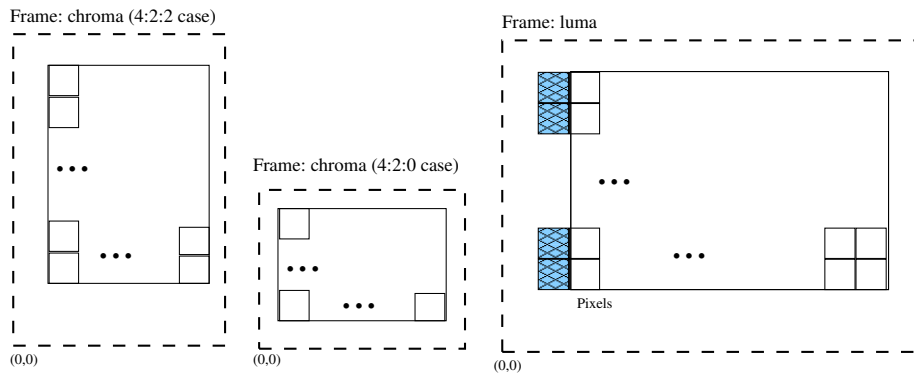 Frame: chroma (4:2:2 case)
Frame: luma
Frame: chroma (4:2:0 case)
Pixels
(0,0)
(0,0)
(0,0)